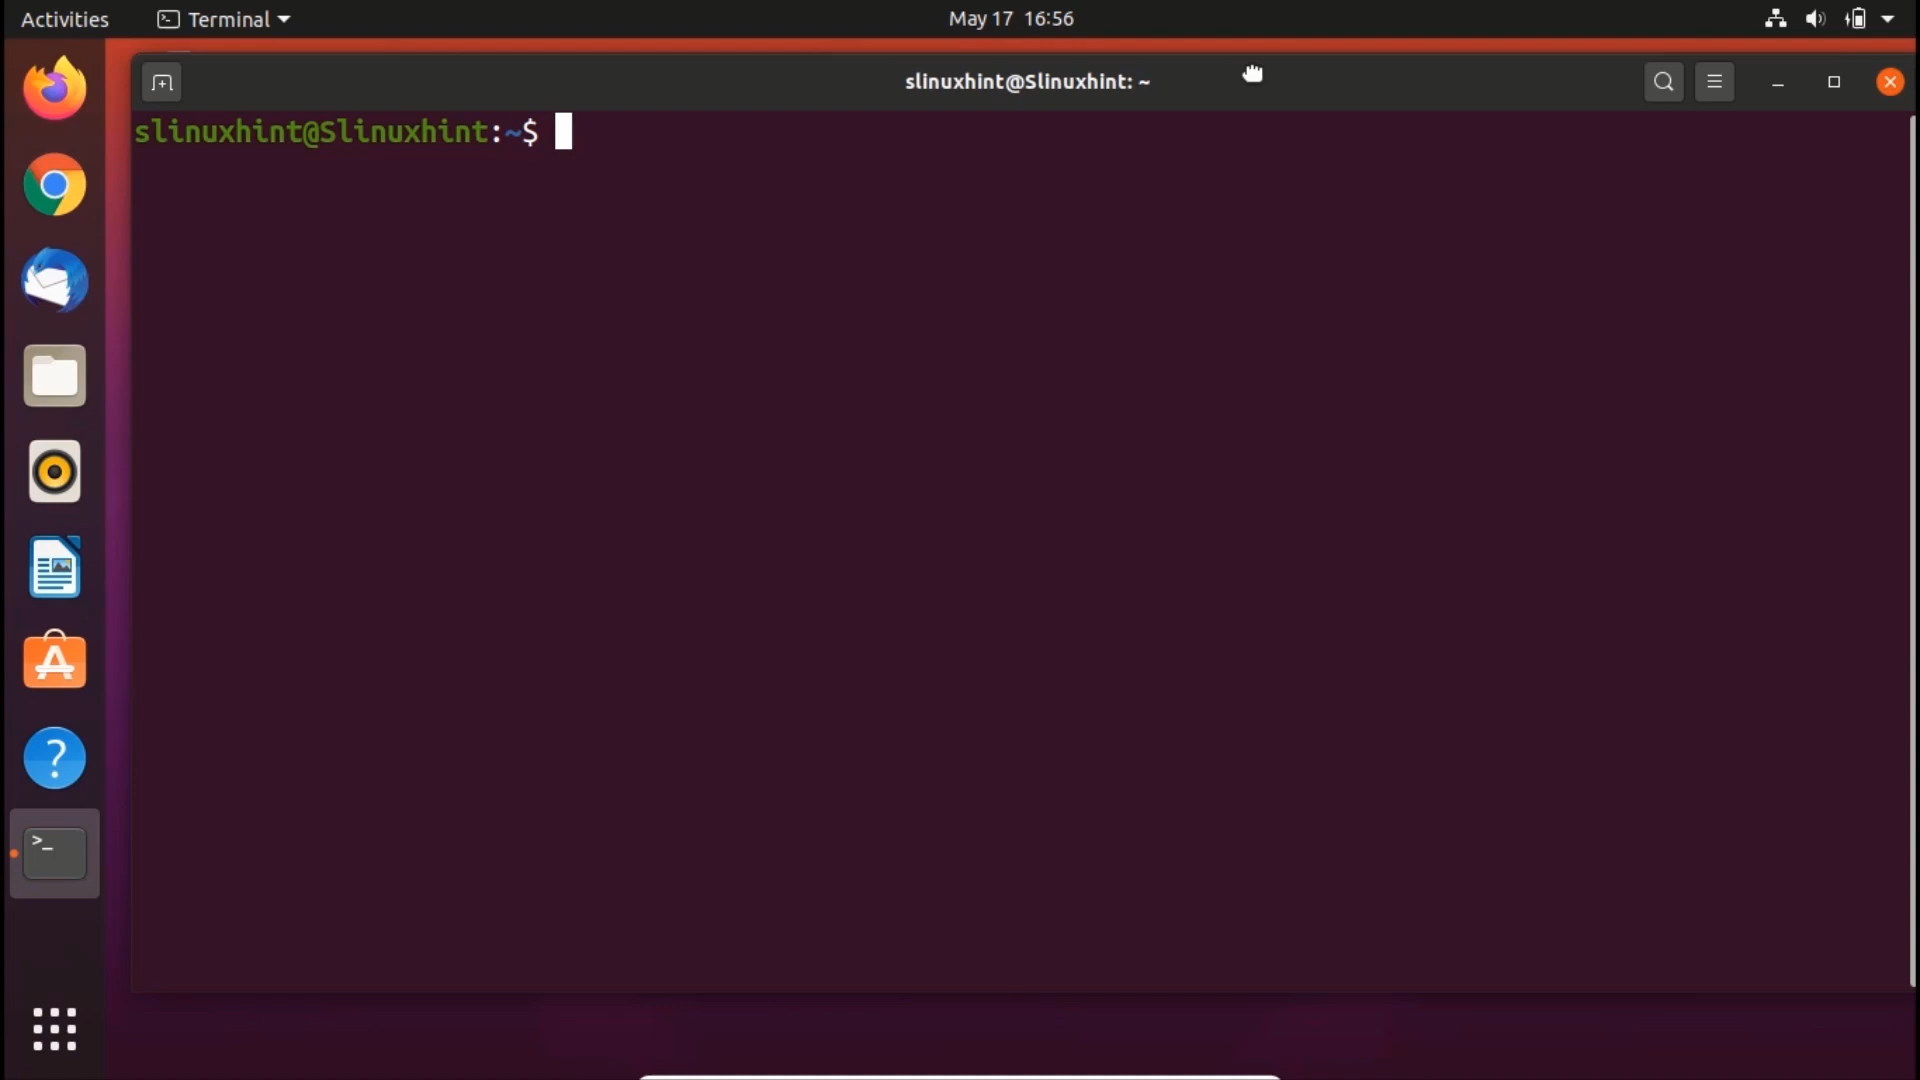 Activities
Terminal
May 17 16:56
slinuxhint@Slinuxhint: ~
slinuxhint@Slinuxhint:~$
>_
?